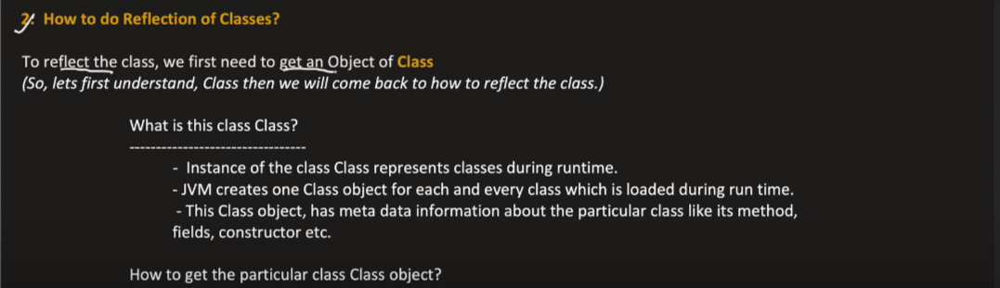 2. How to do Reflection of Classes?
To reflect the class, we first need to get an Object of Class
(So, lets first understand, Class then we will come back to how to reflect the class.)
What is this class Class?
---------------------------------
- Instance of the class Class represents classes during runtime.
- JVM creates one Class object for each and every class which is loaded during run time.
- This Class object, has meta data information about the particular class like its method,
fields, constructor etc.
How to get the particular class Class object?